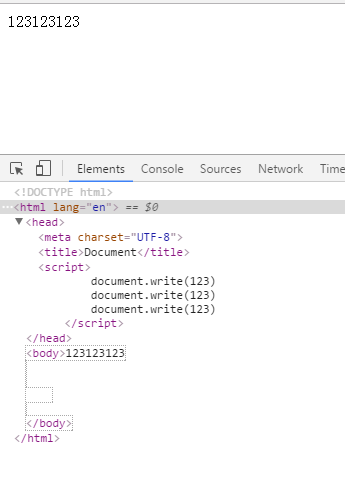 123123123
Elements Console Sources Network Time
<!DOCTYPE html>
···<html lang="en"> == $0
▼<head>
<meta charset="UTF-8">
<title>Document</title>
<script>
document.write(123)
document.write(123)
document.write(123)
</script>
</head>
<body>123123123
</body>
</html>